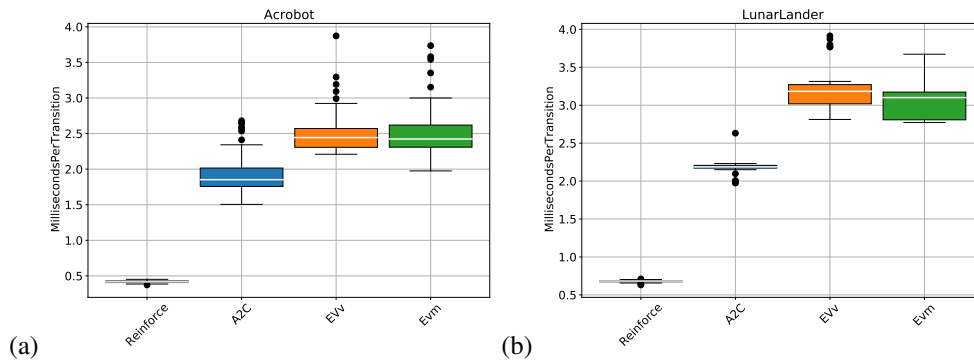 Acrobot
MillisecondsPerTransition
4.0
3.5
3.0
2.5
2.0
1.5
1.0
0.5
Reinforce
A2C
EVv
Evm
(a)
LunarLander
MillisecondsPerTransition
4.0
3.5
3.0
2.5
2.0
1.5
1.0
0.5
Reinforce
A2C
EVv
Evm
(b)